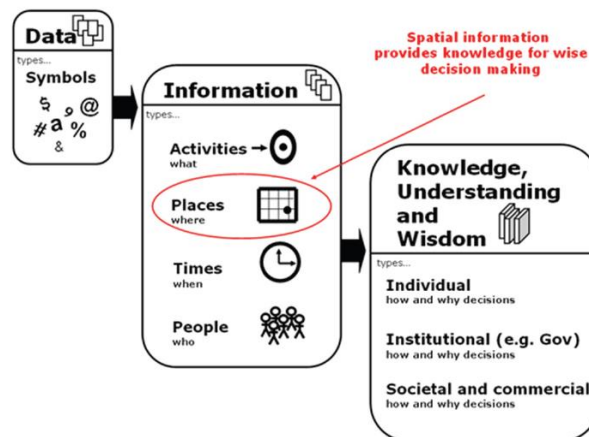 Data
types...
Symbols
$ , @
# a %
&
Information
types...
Activities
what
Places
where
Times
when
People
who
Spatial information
provides knowledge for wise
decision making
Knowledge,
Understanding
and
Wisdom
types...
Individual
how and why decisions
Institutional (e.g. Gov)
how and why decisions
Societal and commercial
how and why decisions